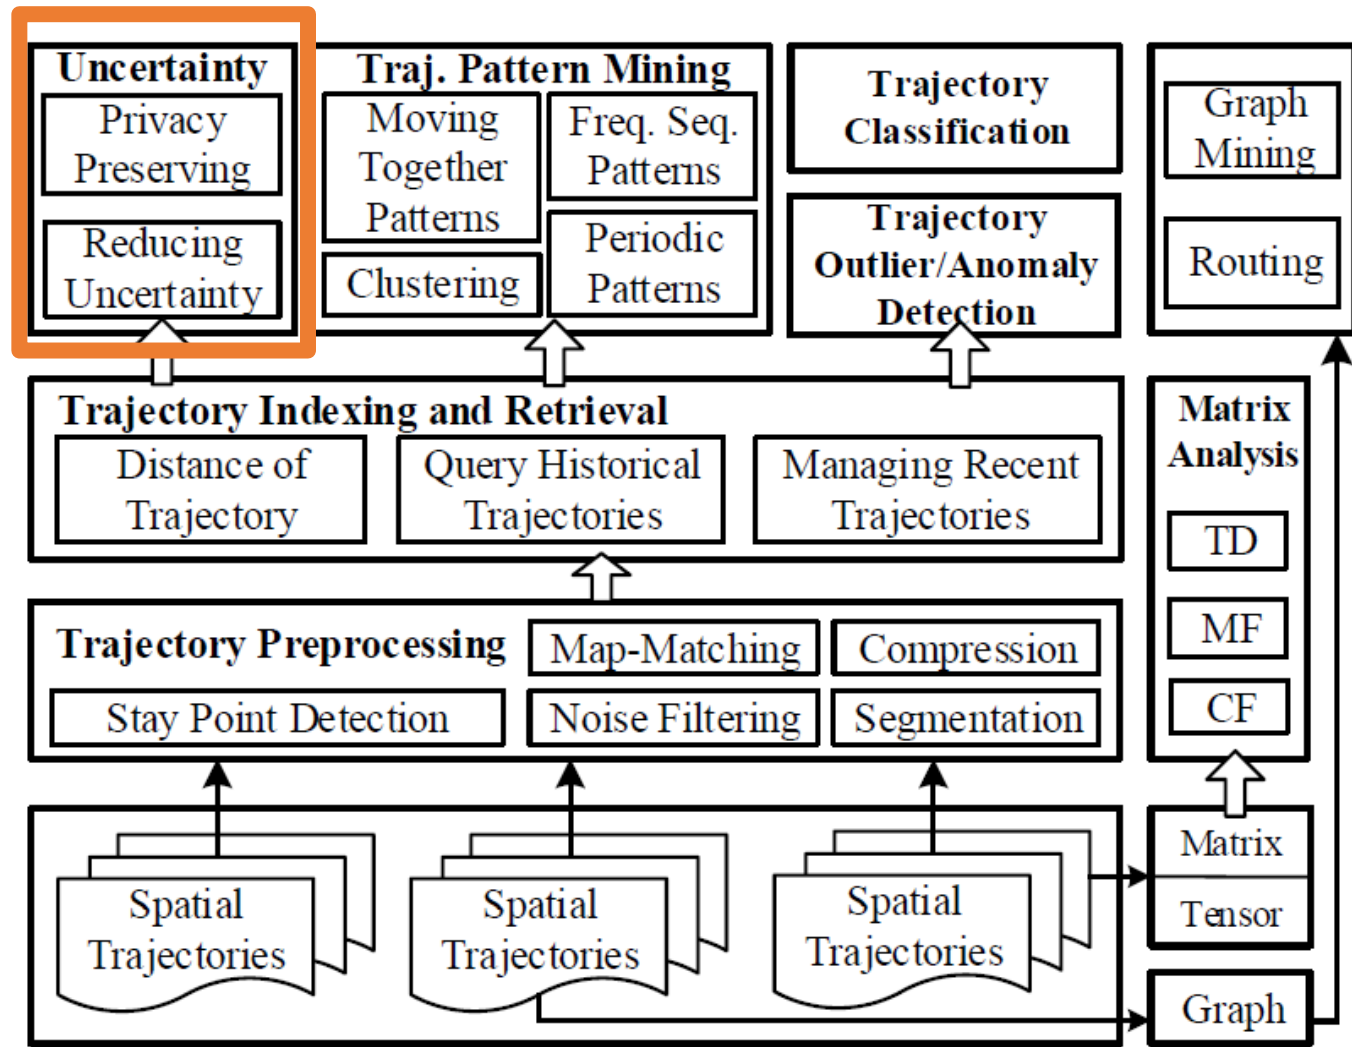 Uncertainty
Privacy
Preserving
Reducing
Uncertainty
Traj. Pattern Mining
Moving
Together
Patterns
Clustering
Freq. Seq.
Patterns
Periodic
Patterns
Trajectory
Classification
Trajectory
Outlier/Anomaly
Detection
Graph
Mining
Routing
Trajectory Indexing and Retrieval
Distance of
Trajectory
Query Historical
Trajectories
Managing Recent
Trajectories
Matrix
Analysis
TD
MF
CF
Trajectory Preprocessing
Map-Matching
Compression
Stay Point Detection
Noise Filtering
Segmentation
Spatial
Trajectories
Spatial
Trajectories
Spatial
Trajectories
Matrix
Tensor
Graph